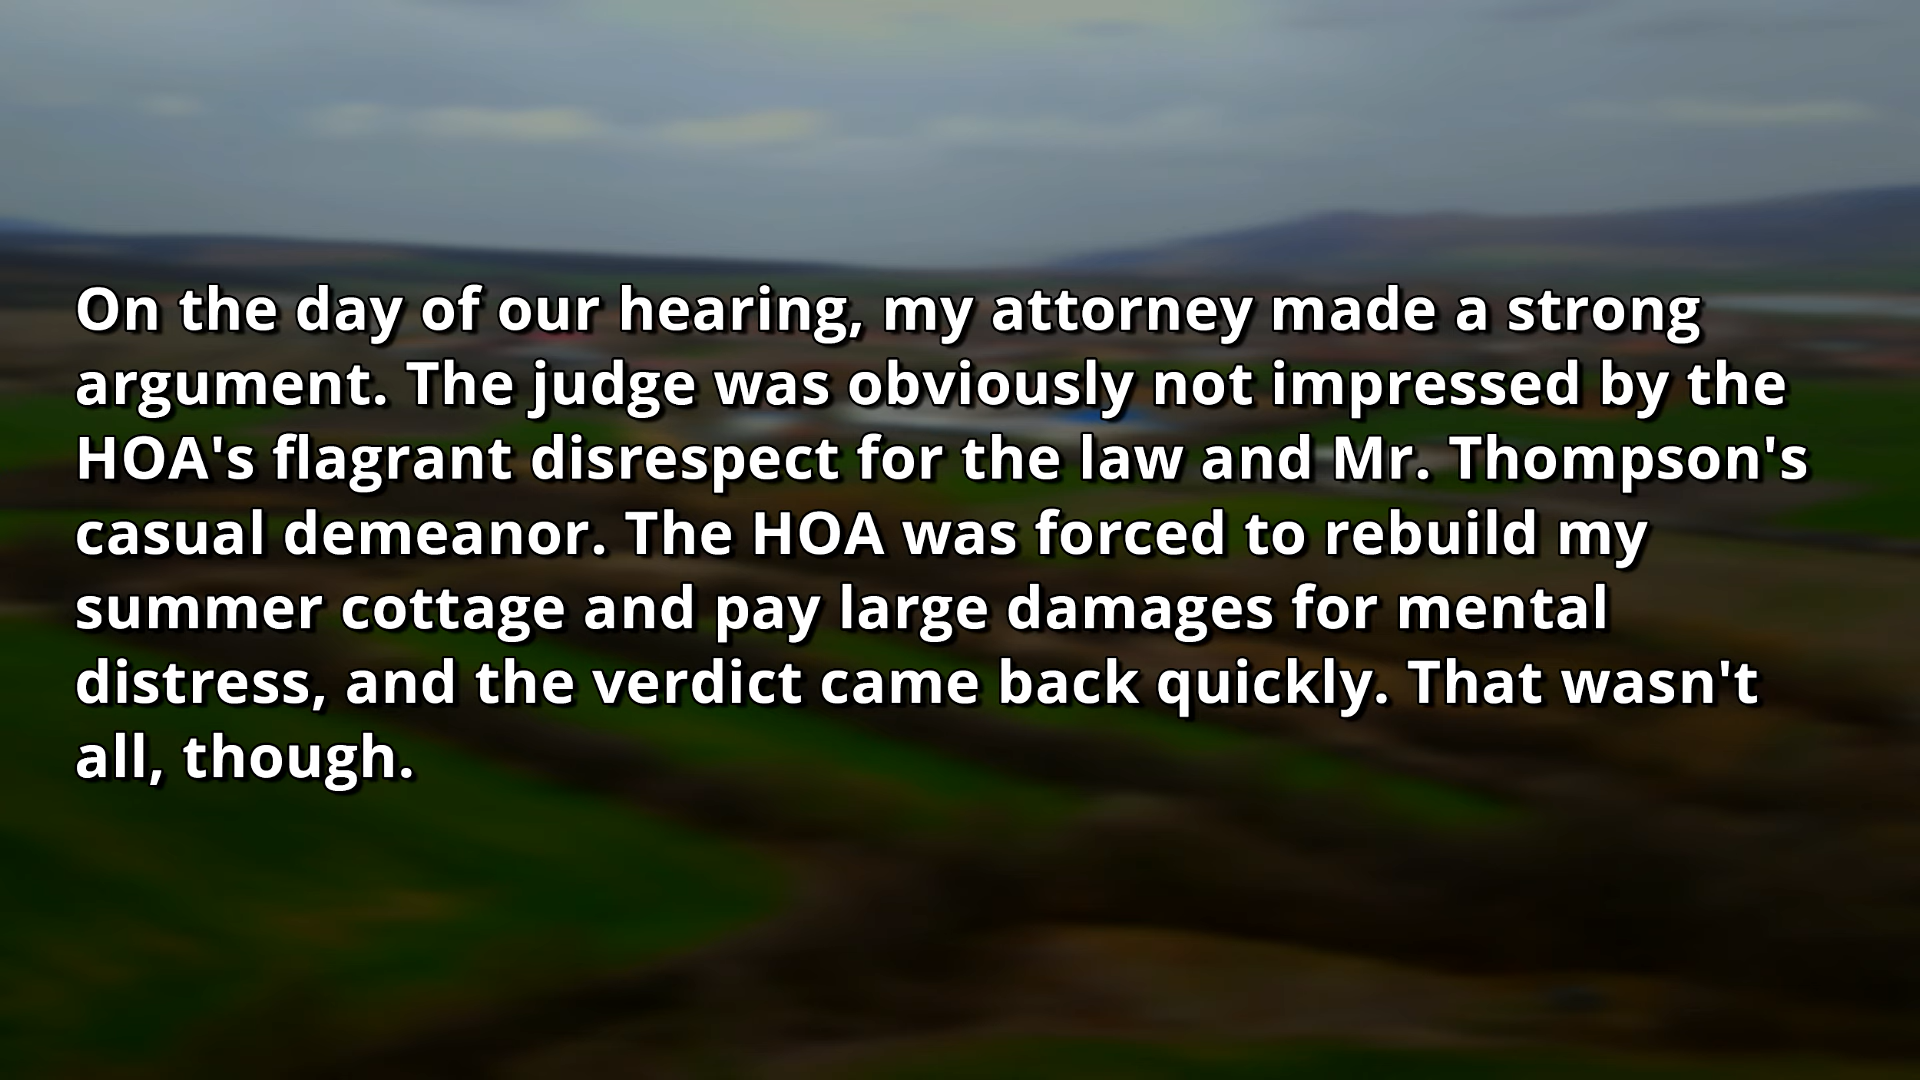 On the day of our hearing, my attorney made a strong
argument. The judge was obviously not impressed by the
HOA's flagrant disrespect for the law and Mr. Thompson's
casual demeanor. The HOA was forced to rebuild my
summer cottage and pay large damages for mental
distress, and the verdict came back quickly. That wasn't
all, though.